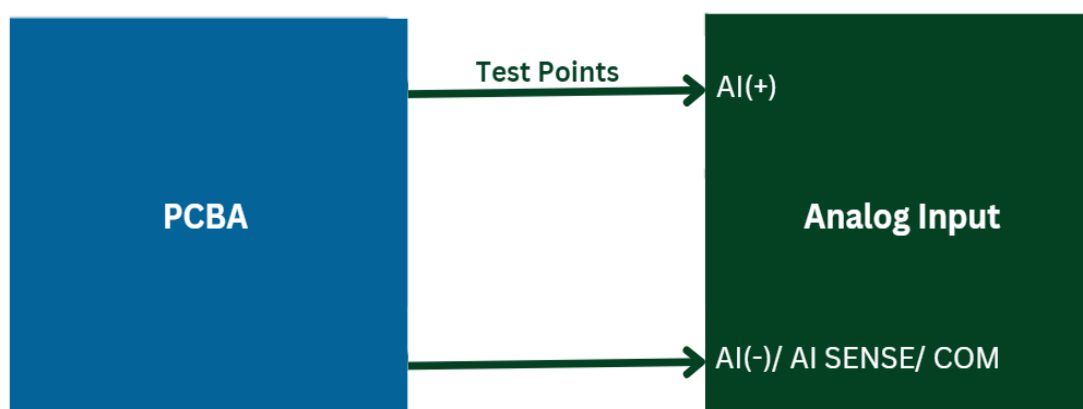 Test Points
AI(+)
PCBA
Analog Input
AI(-)/ AI SENSE/ COM